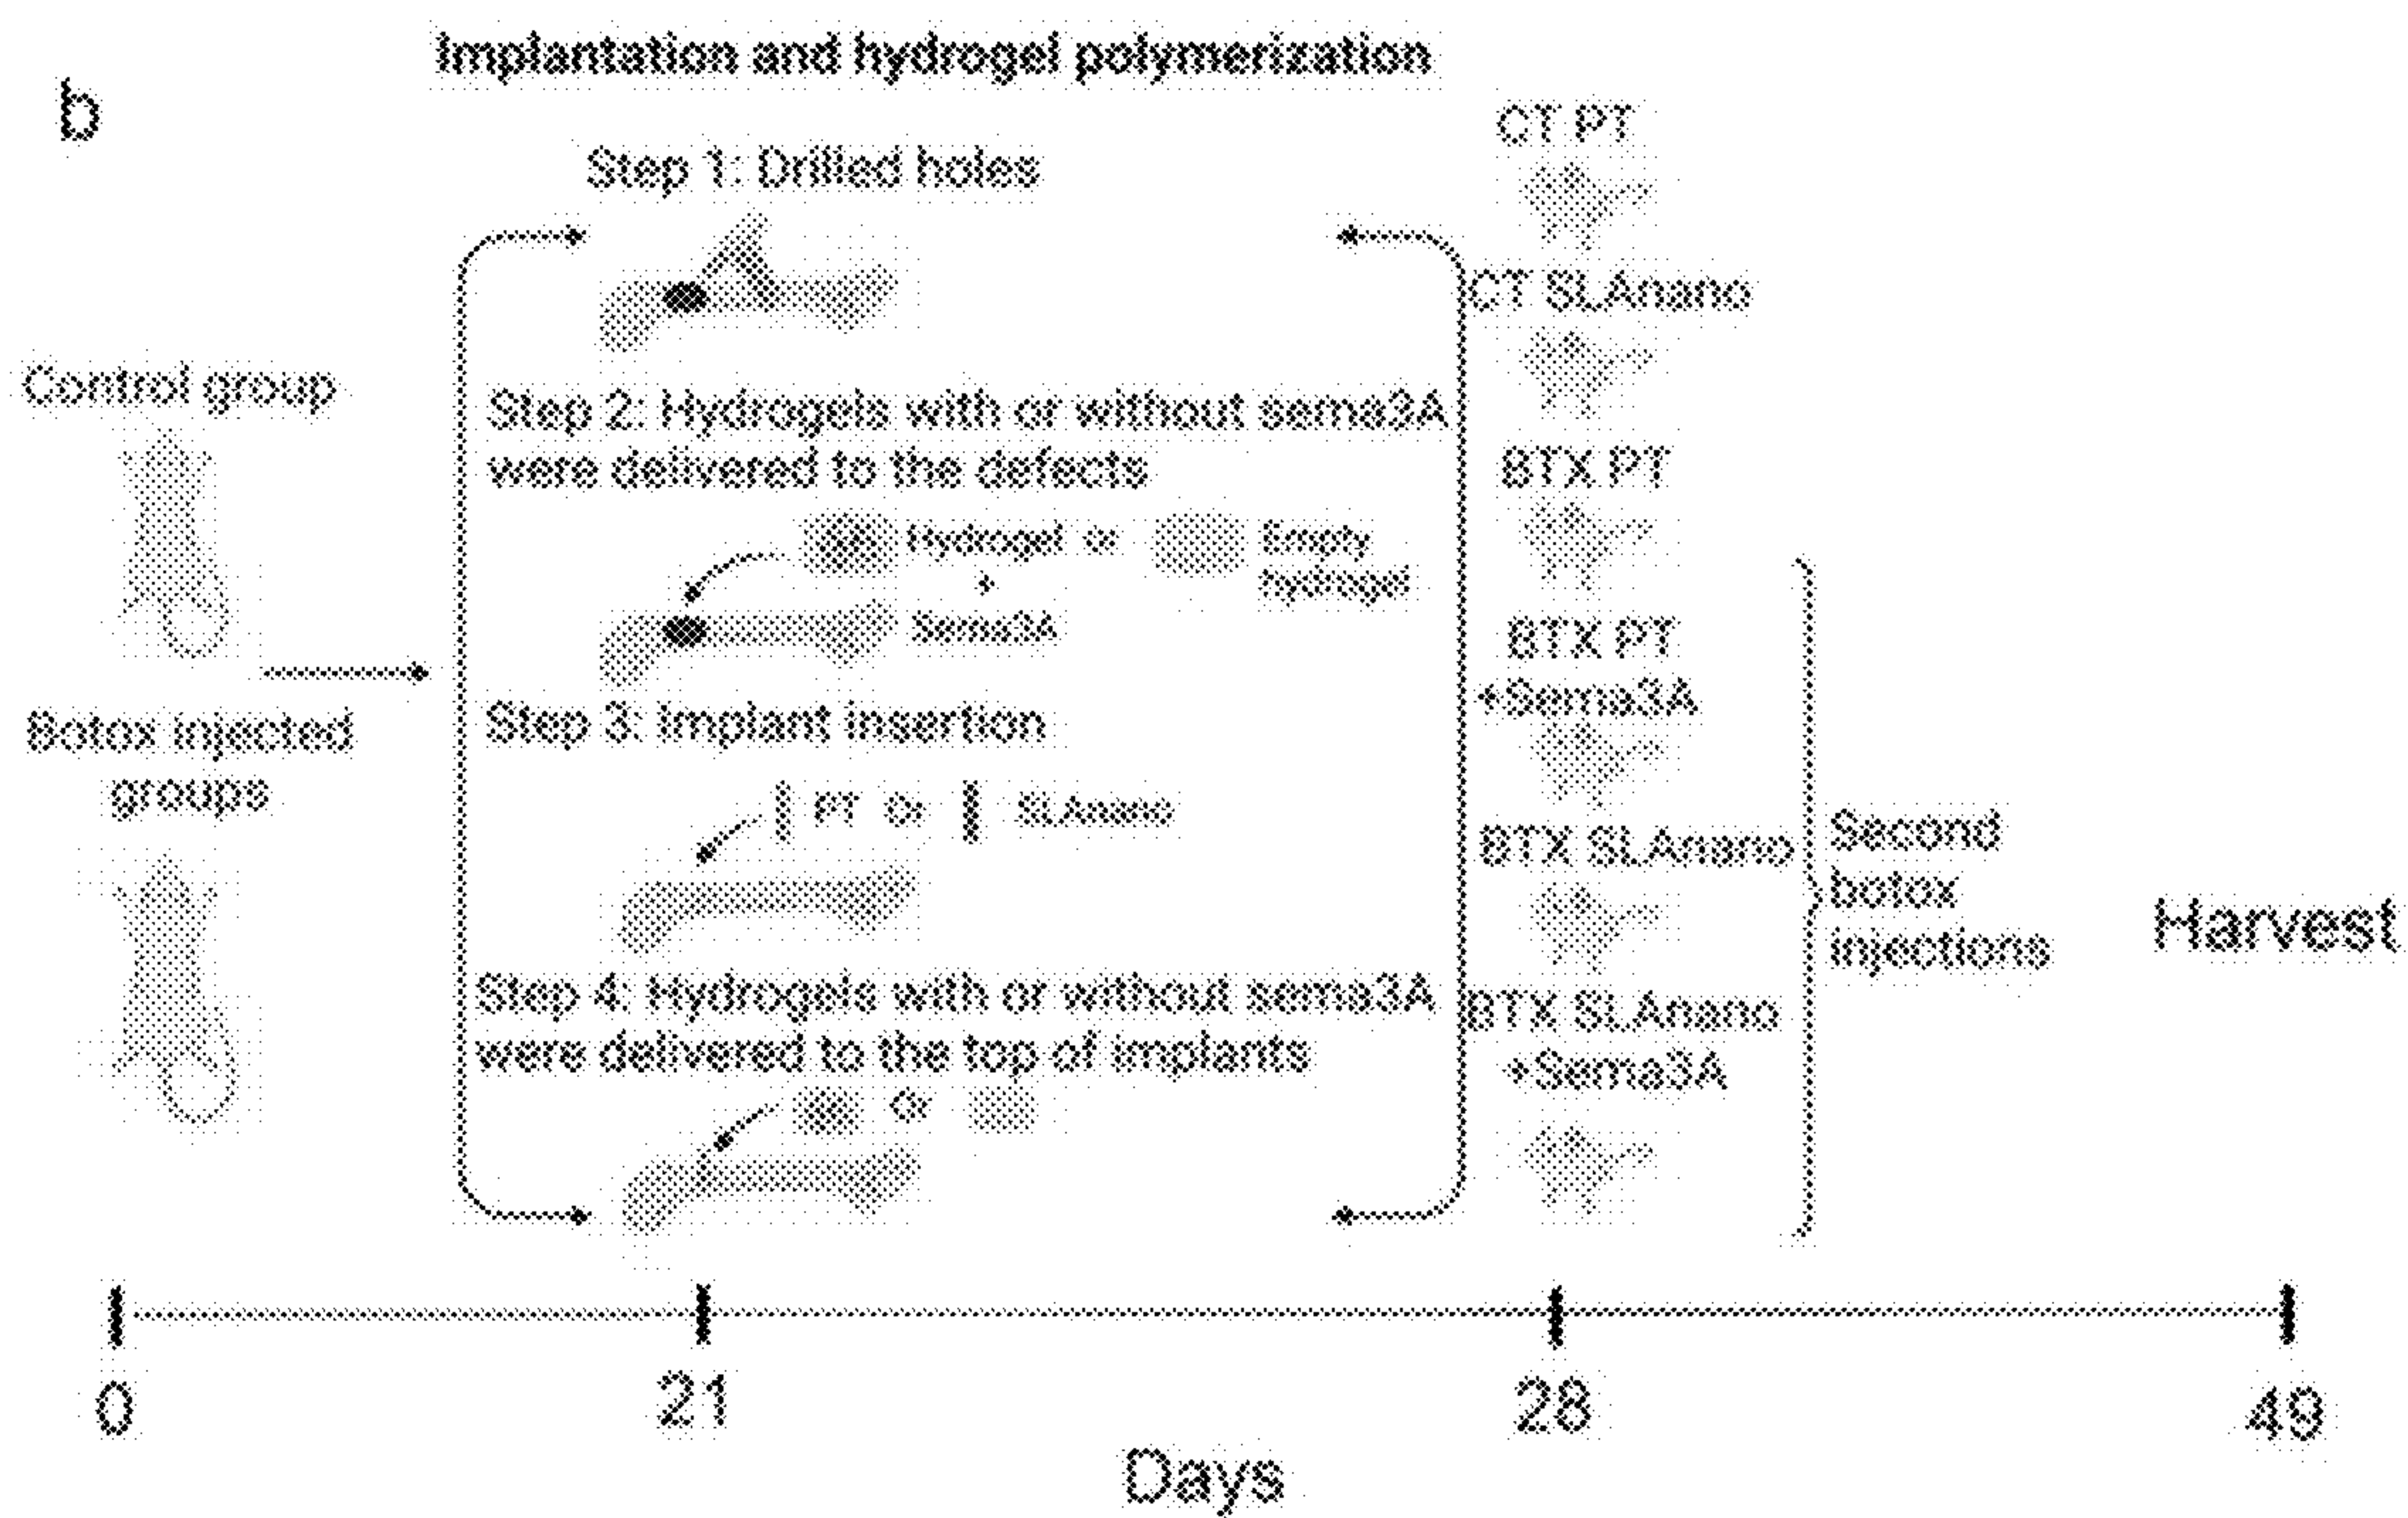 Implantation and hydrogel polymerization
b
Step 1: Drilled holes
Control group
Botox injected
groups
Step 2: Hydrogels with or without sema3A
were delivered to the defects
Hydrogel or Empty
+ hydrogel
Sema3A
Step 3: Implant insertion
PT Or SLAnano
Step 4: Hydrogels with or without sema3A
were delivered to the top of implants
Or
CT PT
CT SLAnano
BTX PT
BTX PT
+Sema3A
BTX SLAnano
BTX SLAnano
+Sema3A
Second
botox
injections
Harvest
0 21 28 49
Days